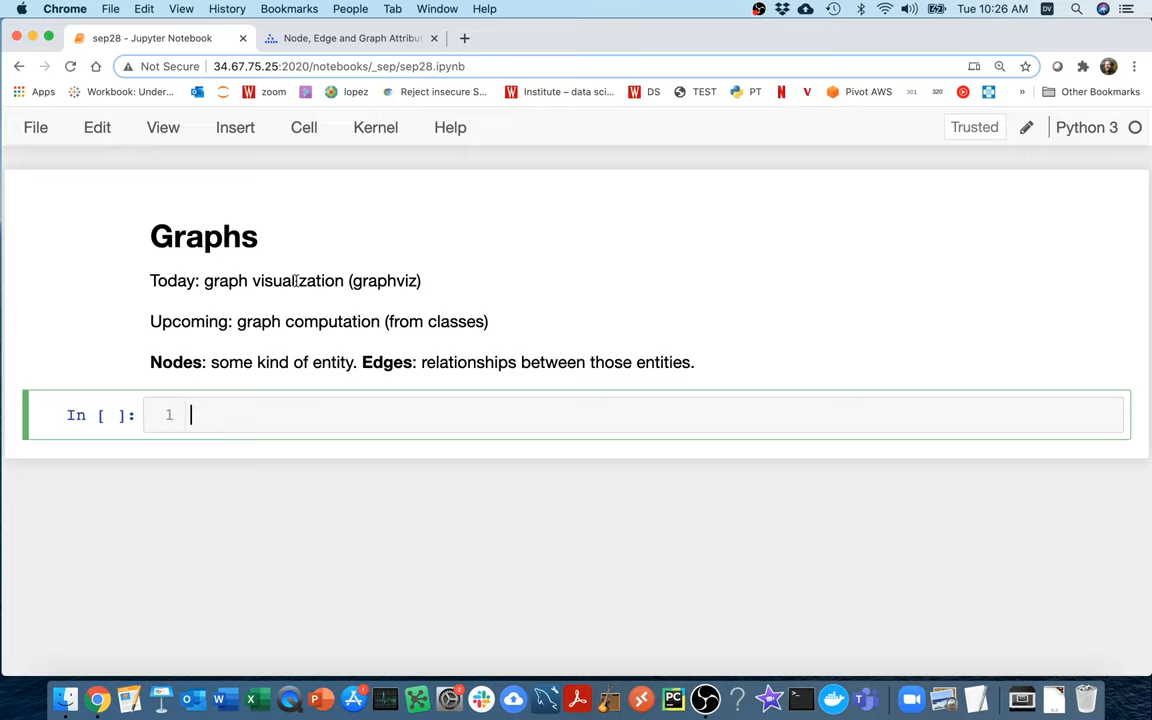 Chrome File Edit View History Bookmarks People Tab Window Help Tue 10:26 AM DV
sep28 - Jupyter Notebook Node, Edge and Graph Attribu
Not Secure 34.67.75.25:2020/notebooks/_sep/sep28.ipynb
Apps Workbook: Under... zoom lopez Reject insecure S... Institute – data sci... DS TEST PT Pivot AWS 301 320 » Other Bookmarks
File Edit View Insert Cell Kernel Help Trusted Python 3
Graphs
Today: graph visualization (graphviz)
Upcoming: graph computation (from classes)
Nodes: some kind of entity. Edges: relationships between those entities.
In [ ]: 1